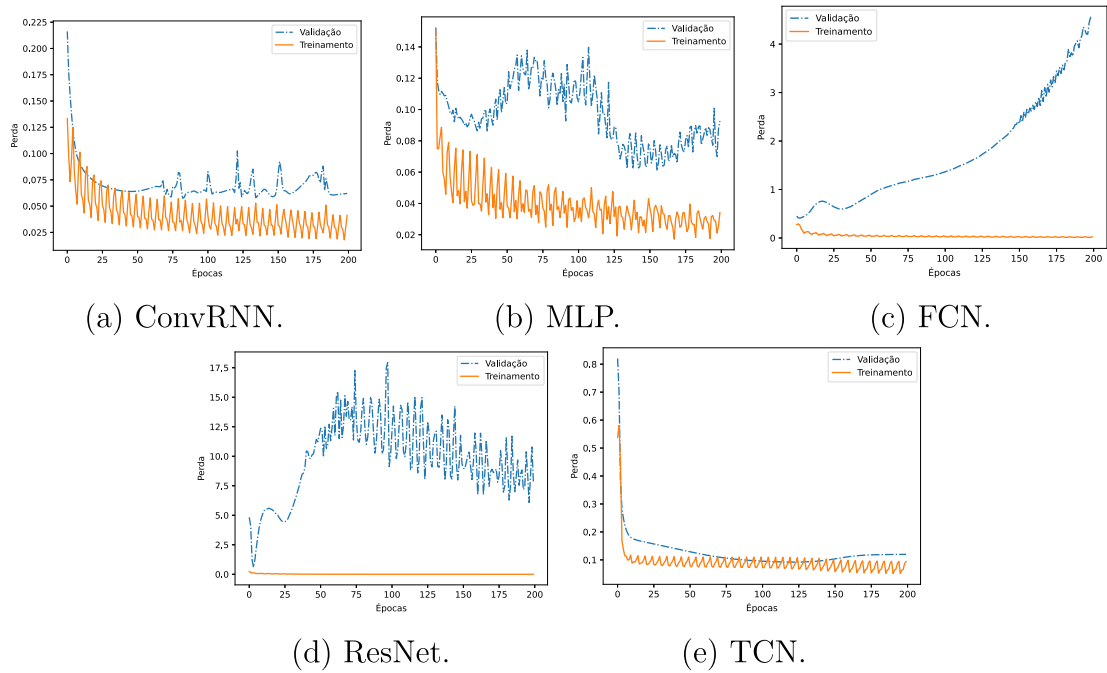 0.225
0.200
0.175
0.150
0.125
0.100
0.075
0.050
0.025
Perda
0 25 50 75 100 125 150 175 200
Épocas
Validação
Treinamento
(a) ConvRNN.
0.14
0.12
0.10
0.08
0.06
0.04
0.02
Perda
0 25 50 75 100 125 150 175 200
Épocas
Validação
Treinamento
(b) MLP.
4
3
2
1
0
Perda
0 25 50 75 100 125 150 175 200
Épocas
Validação
Treinamento
(c) FCN.
17.5
15.0
12.5
10.0
7.5
5.0
2.5
0.0
Perda
0 25 50 75 100 125 150 175 200
Épocas
Validação
Treinamento
(d) ResNet.
0.8
0.7
0.6
0.5
0.4
0.3
0.2
0.1
Perda
0 25 50 75 100 125 150 175 200
Épocas
Validação
Treinamento
(e) TCN.